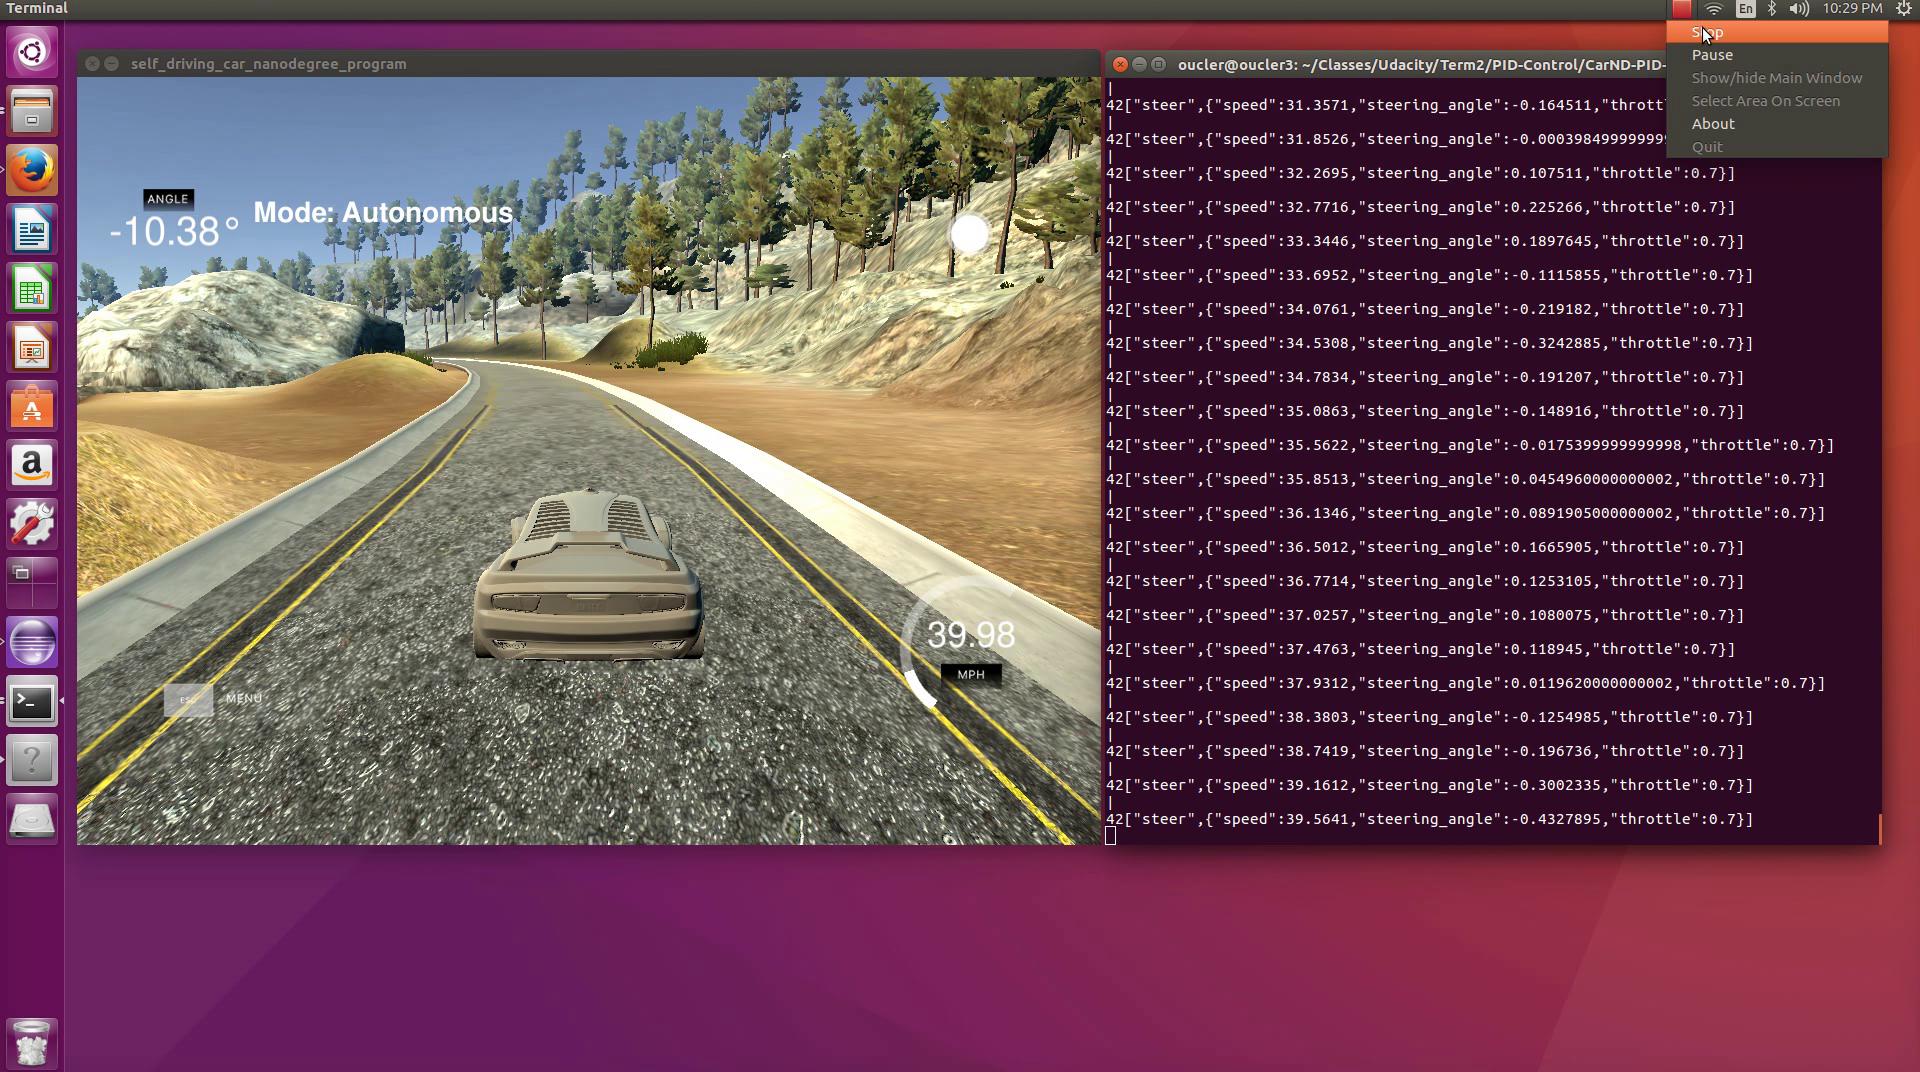 Terminal
En
10:29 PM
Stop
Pause
Show/hide Main Window
Select Area On Screen
About
Quit
self_driving_car_nanodegree_program
ANGLE
-10.38°
Mode: Autonomous
39.98
MPH
ESC
MENU
oucler@oucler3: ~/Classes/Udacity/Term2/PID-Control/CarND-PID-
|
42["steer",{"speed":31.3571,"steering_angle":-0.164511,"throttl
|
42["steer",{"speed":31.8526,"steering_angle":-0.000398499999999
|
42["steer",{"speed":32.2695,"steering_angle":0.107511,"throttle":0.7}]
|
42["steer",{"speed":32.7716,"steering_angle":0.225266,"throttle":0.7}]
|
42["steer",{"speed":33.3446,"steering_angle":0.1897645,"throttle":0.7}]
|
42["steer",{"speed":33.6952,"steering_angle":-0.1115855,"throttle":0.7}]
|
42["steer",{"speed":34.0761,"steering_angle":-0.219182,"throttle":0.7}]
|
42["steer",{"speed":34.5308,"steering_angle":-0.3242885,"throttle":0.7}]
|
42["steer",{"speed":34.7834,"steering_angle":-0.191207,"throttle":0.7}]
|
42["steer",{"speed":35.0863,"steering_angle":-0.148916,"throttle":0.7}]
|
42["steer",{"speed":35.5622,"steering_angle":-0.0175399999999998,"throttle":0.7}]
|
42["steer",{"speed":35.8513,"steering_angle":0.0454960000000002,"throttle":0.7}]
|
42["steer",{"speed":36.1346,"steering_angle":0.0891905000000002,"throttle":0.7}]
|
42["steer",{"speed":36.5012,"steering_angle":0.1665905,"throttle":0.7}]
|
42["steer",{"speed":36.7714,"steering_angle":0.1253105,"throttle":0.7}]
|
42["steer",{"speed":37.0257,"steering_angle":0.1080075,"throttle":0.7}]
|
42["steer",{"speed":37.4763,"steering_angle":0.118945,"throttle":0.7}]
|
42["steer",{"speed":37.9312,"steering_angle":0.0119620000000002,"throttle":0.7}]
|
42["steer",{"speed":38.3803,"steering_angle":-0.1254985,"throttle":0.7}]
|
42["steer",{"speed":38.7419,"steering_angle":-0.196736,"throttle":0.7}]
|
42["steer",{"speed":39.1612,"steering_angle":-0.3002335,"throttle":0.7}]
|
42["steer",{"speed":39.5641,"steering_angle":-0.4327895,"throttle":0.7}]